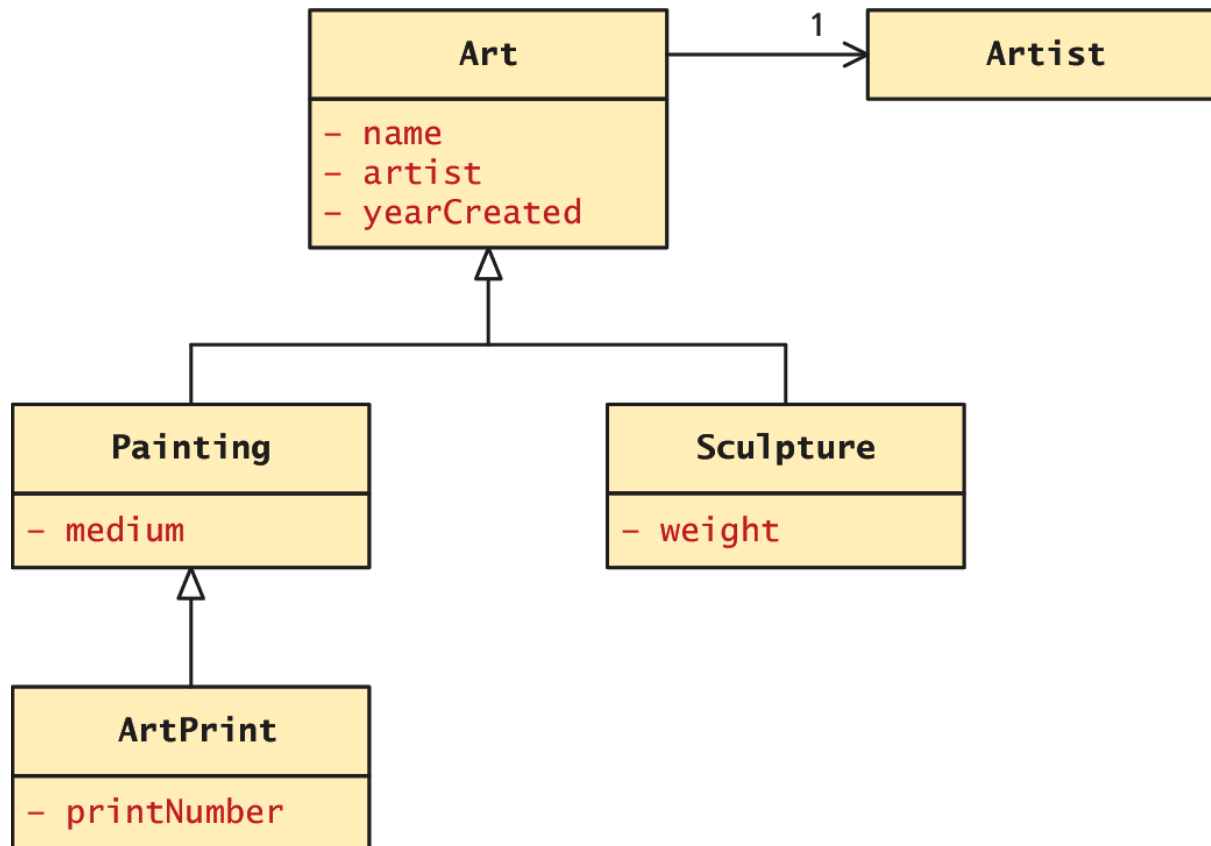 Art
1
Artist
- name
- artist
- yearCreated
Painting
- medium
Sculpture
- weight
ArtPrint
- printNumber